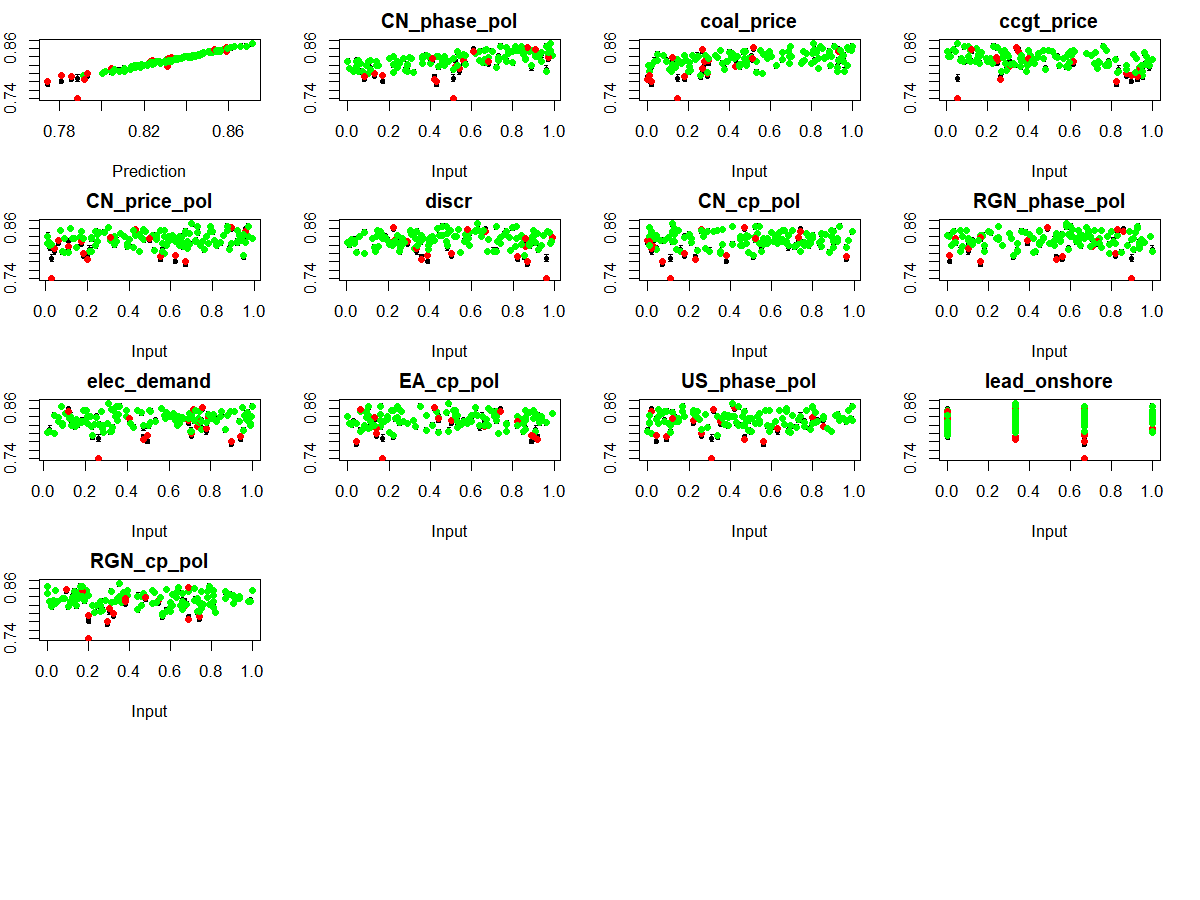 CN_phase_pol coal_price ccgt_price
0.74 0.86 0.74 0.86 0.74 0.86 0.74 0.86
0.78 0.82 0.86 0.0 0.2 0.4 0.6 0.8 1.0 0.0 0.2 0.4 0.6 0.8 1.0 0.0 0.2 0.4 0.6 0.8 1.0
Prediction Input Input Input
CN_price_pol discr CN_cp_pol RGN_phase_pol
0.74 0.86 0.74 0.86 0.74 0.86 0.74 0.86
0.0 0.2 0.4 0.6 0.8 1.0 0.0 0.2 0.4 0.6 0.8 1.0 0.0 0.2 0.4 0.6 0.8 1.0 0.0 0.2 0.4 0.6 0.8 1.0
Input Input Input Input
elec_demand EA_cp_pol US_phase_pol lead_onshore
0.74 0.86 0.74 0.86 0.74 0.86 0.74 0.86
0.0 0.2 0.4 0.6 0.8 1.0 0.0 0.2 0.4 0.6 0.8 1.0 0.0 0.2 0.4 0.6 0.8 1.0 0.0 0.2 0.4 0.6 0.8 1.0
Input Input Input Input
RGN_cp_pol
0.74 0.86
0.0 0.2 0.4 0.6 0.8 1.0
Input